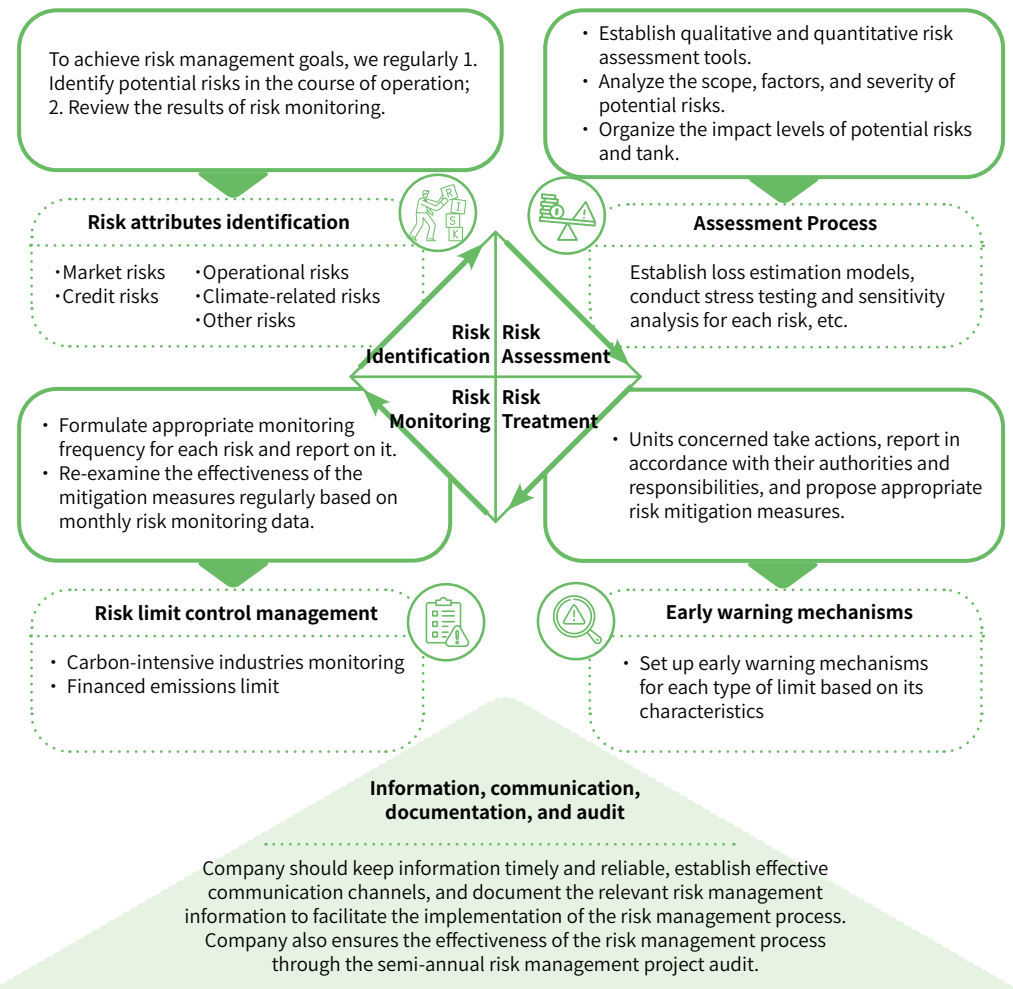 To achieve risk management goals, we regularly 1.
Identify potential risks in the course of operation;
2. Review the results of risk monitoring.
• Establish qualitative and quantitative risk
assessment tools.
• Analyze the scope, factors, and severity of
potential risks.
• Organize the impact levels of potential risks
and tank.
Risk attributes identification
•Market risks
•Credit risks
•Operational risks
•Climate-related risks
•Other risks
R
I
S
K
Assessment Process
Establish loss estimation models,
conduct stress testing and sensitivity
analysis for each risk, etc.
Risk
Identification
Risk
Assessment
Risk
Monitoring
Risk
Treatment
• Formulate appropriate monitoring
frequency for each risk and report on it.
• Re-examine the effectiveness of the
mitigation measures regularly based on
monthly risk monitoring data.
• Units concerned take actions, report in
accordance with their authorities and
responsibilities, and propose appropriate
risk mitigation measures.
Risk limit control management
• Carbon-intensive industries monitoring
• Financed emissions limit
Early warning mechanisms
• Set up early warning mechanisms
for each type of limit based on its
characteristics
Information, communication,
documentation, and audit
Company should keep information timely and reliable, establish effective
communication channels, and document the relevant risk management
information to facilitate the implementation of the risk management process.
Company also ensures the effectiveness of the risk management process
through the semi-annual risk management project audit.